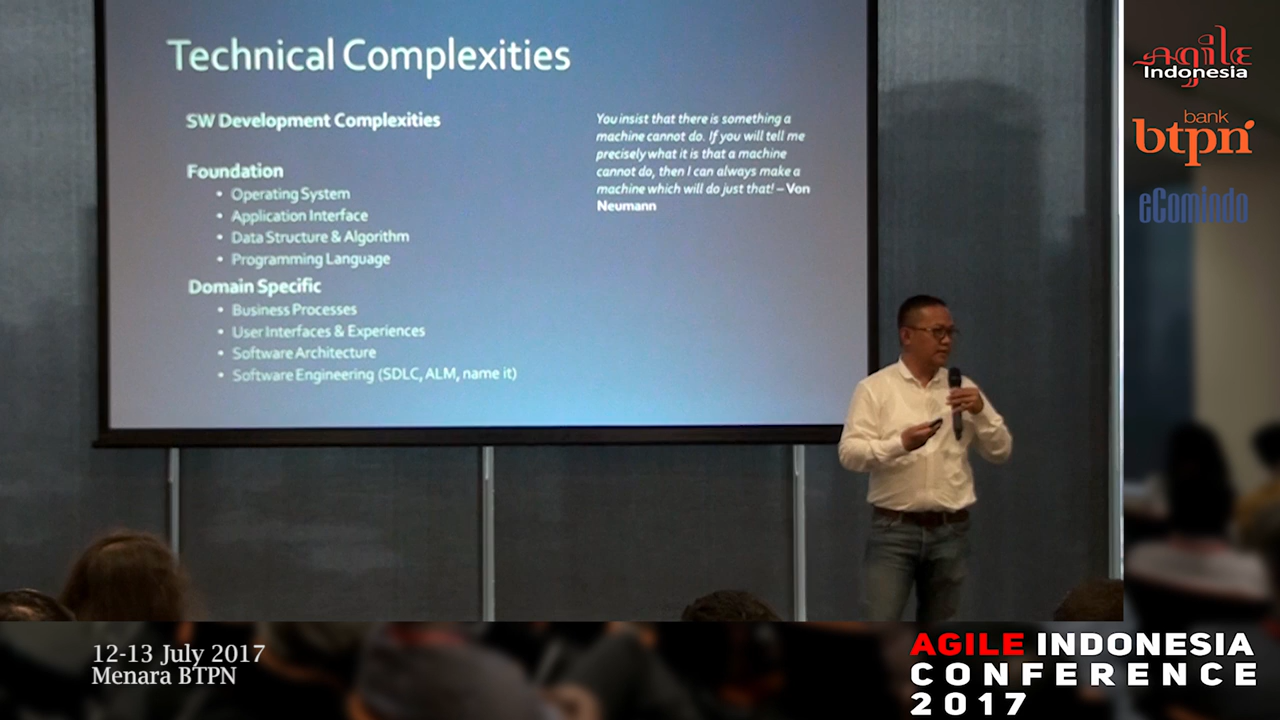 Technical Complexities
SW Development Complexities
Foundation
• Operating System
• Application Interface
• Data Structure & Algorithm
• Programming Language
Domain Specific
• Business Processes
• User Interfaces & Experiences
• Software Architecture
• Software Engineering (SDLC, ALM, name it)
You insist that there is something a
machine cannot do. If you will tell me
precisely what it is that a machine
cannot do, then I can always make a
machine which will do just that! – Von
Neumann
agile
Indonesia
bank
btpn
eComindo
12-13 July 2017
Menara BTPN
AGILE INDONESIA
CONFERENCE
2017